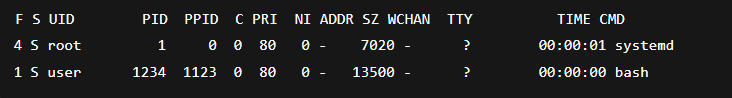 F S UID        PID  PPID  C PRI  NI ADDR SZ WCHAN  TTY          TIME CMD
4 S root         1     0  0  80   0 -    7020 -      ?        00:00:01 systemd
1 S user      1234  1123  0  80   0 -   13500 -      ?        00:00:00 bash